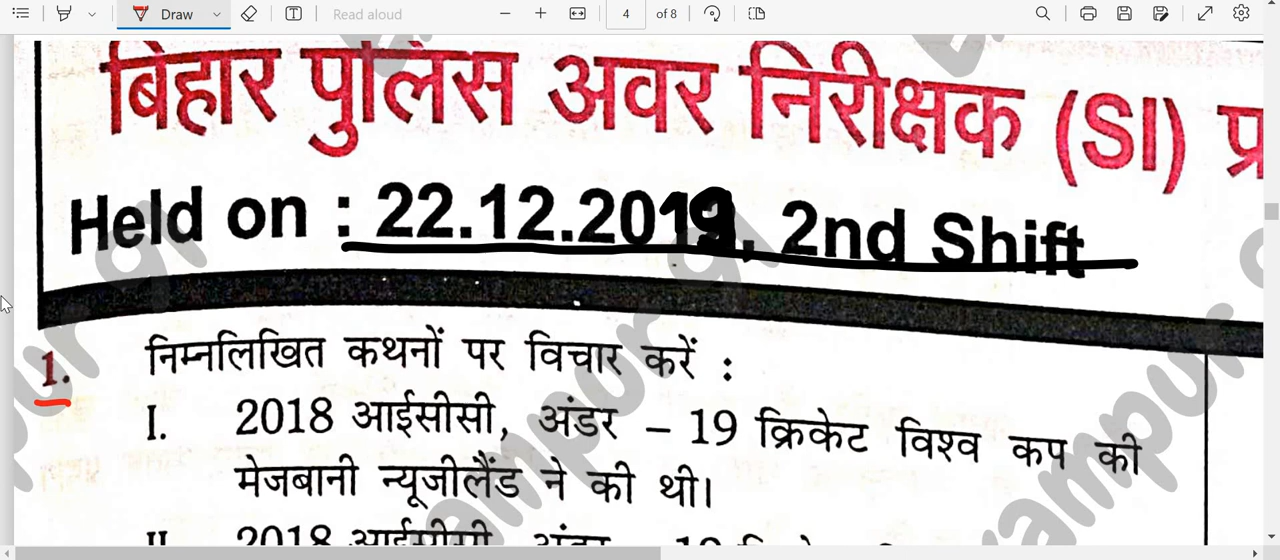 Draw
Read aloud
4 of 8
बिहार पुलिस अवर निरीक्षक (SI)
Held on : 22.12.2019, 2nd Shift
1. निम्नलिखित कथनों पर विचार करें :
I. 2018 आईसीसी, अंडर – 19 क्रिकेट विश्व कप की
मेजबानी न्यूजीलैंड ने की थी।